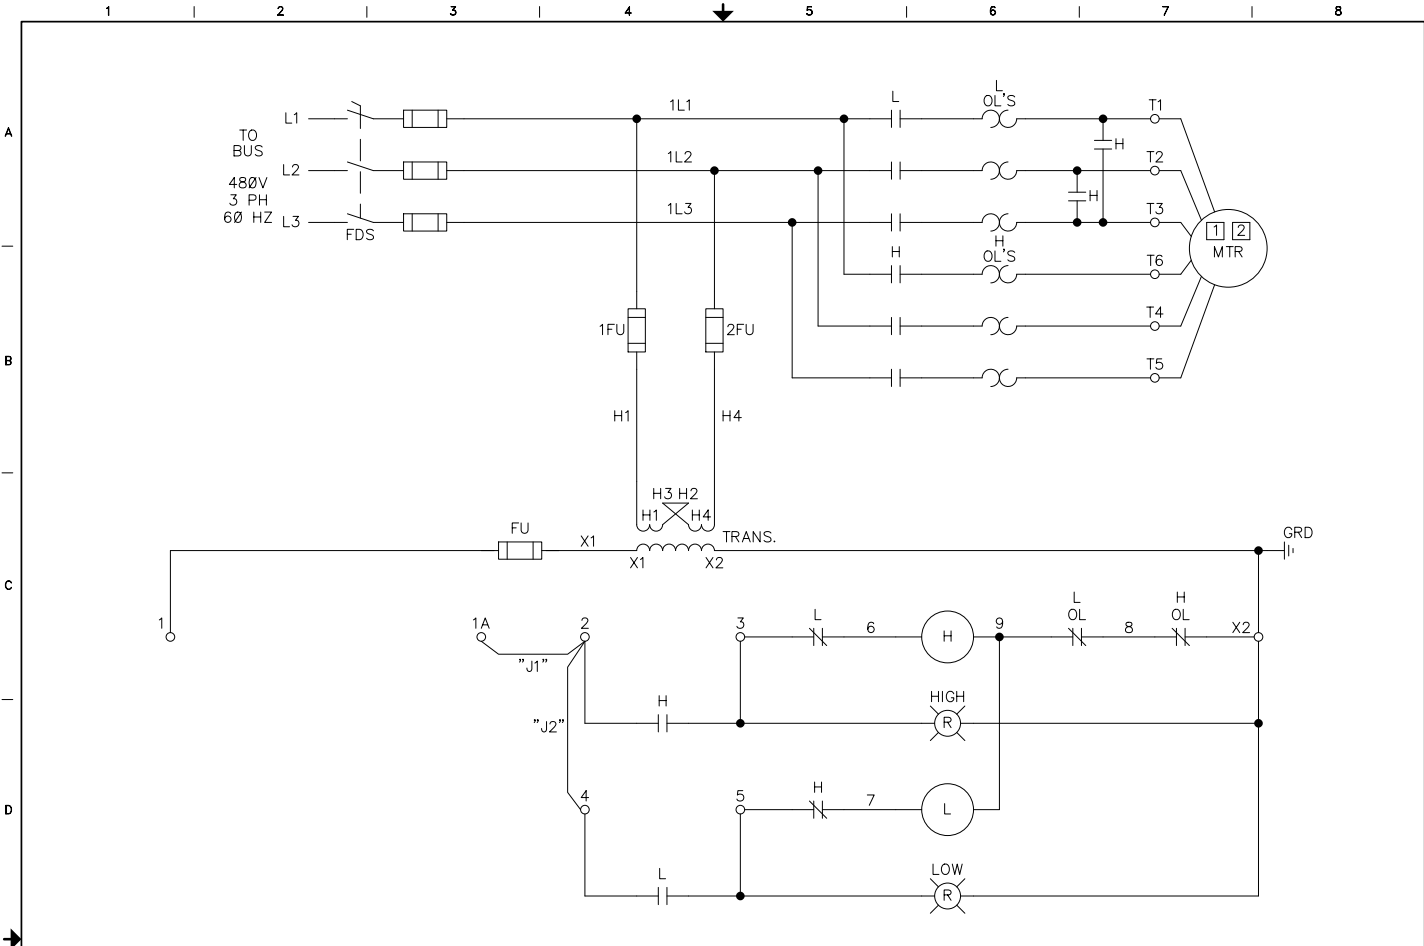 1 2 3 4 5 6 7 8
A
B
C
D
TO
BUS
480V
3 PH
60 HZ
L1
L2
L3
FDS
1L1
1L2
1L3
L
L
OL'S
H
H
H
H
OL'S
T1
T2
T3
T6
T4
T5
1 2
MTR
1FU
2FU
H1
H4
H3 H2
H1
H4
TRANS.
FU
X1
X1
X2
GRD
1
1A
2
3
L
6
H
9
L
OL
8
H
OL
X2
"J1"
"J2"
H
HIGH
R
4
5
H
7
L
L
LOW
R